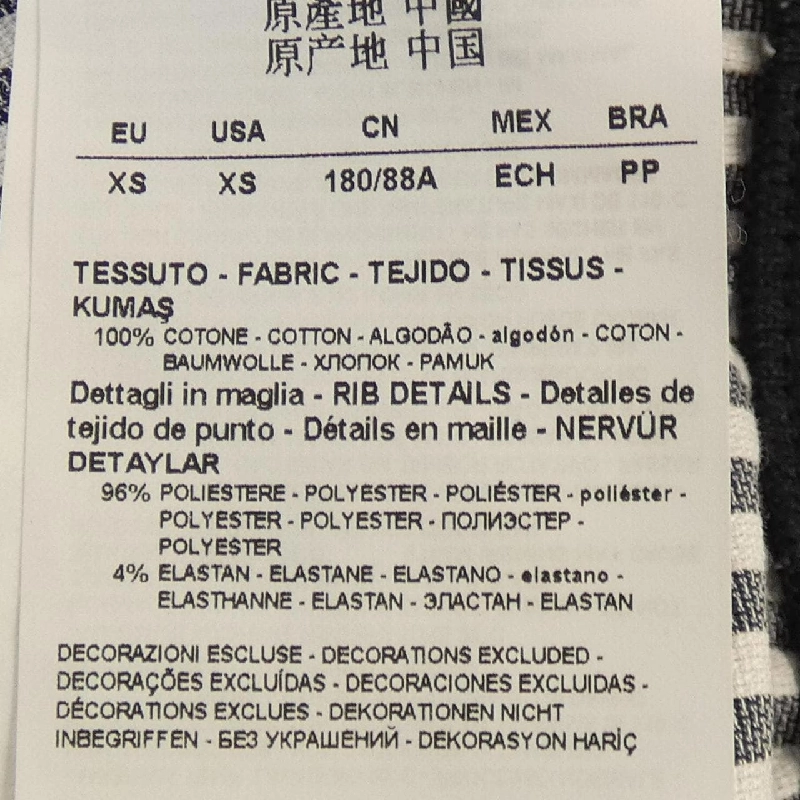 原產地 中國
原产地 中国
EU USA CN MEX BRA
XS XS 180/88A ECH PP
TESSUTO - FABRIC - TEJIDO - TISSUS -
KUMAŞ
100% COTONE - COTTON - ALGODÃO - algodón - COTON -
BAUMWOLLE - ХЛОПОК - PAMUK
Dettagli in maglia - RIB DETAILS - Detalles de
tejido de punto - Détails en maille - NERVÜR
DETAYLAR
96% POLIESTERE - POLYESTER - POLIÉSTER - poliéster -
POLYESTER - POLYESTER - ПОЛИЭСТЕР -
POLYESTER
4% ELASTAN - ELASTANE - ELASTANO - elastano -
ELASTHANNE - ELASTAN - ЭЛАСТАН - ELASTAN
DECORAZIONI ESCLUSE - DECORATIONS EXCLUDED -
DECORAÇÕES EXCLUÍDAS - DECORACIONES EXCLUIDAS -
DÉCORATIONS EXCLUES - DEKORATIONEN NICHT
INBEGRIFFEN - БЕЗ УКРАШЕНИЙ - DEKORASYON HARİÇ